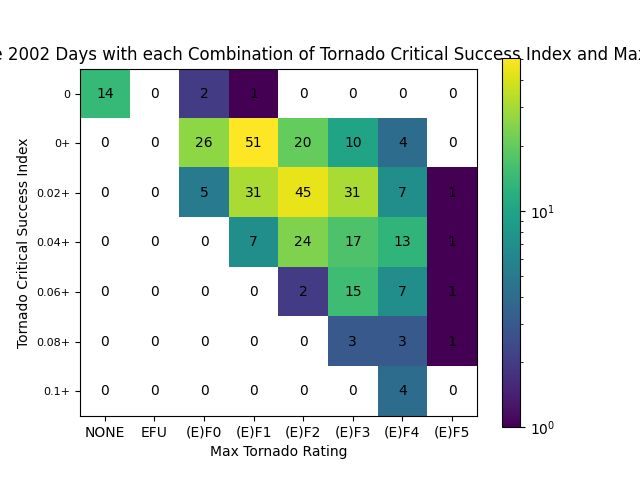 2002 Days with each Combination of Tornado Critical Success Index and
0 14 0 2 1 0 0 0 0
0+ 0 0 26 51 20 10 4 0
0.02+ 0 0 5 31 45 31 7 1
0.04+ 0 0 0 7 24 17 13 1
0.06+ 0 0 0 0 2 15 7 1
0.08+ 0 0 0 0 0 3 3 1
0.1+ 0 0 0 0 0 0 4 0
NONE EFU (E)F0 (E)F1 (E)F2 (E)F3 (E)F4 (E)F5
Max Tornado Rating
Tornado Critical Success Index
10¹
10⁰